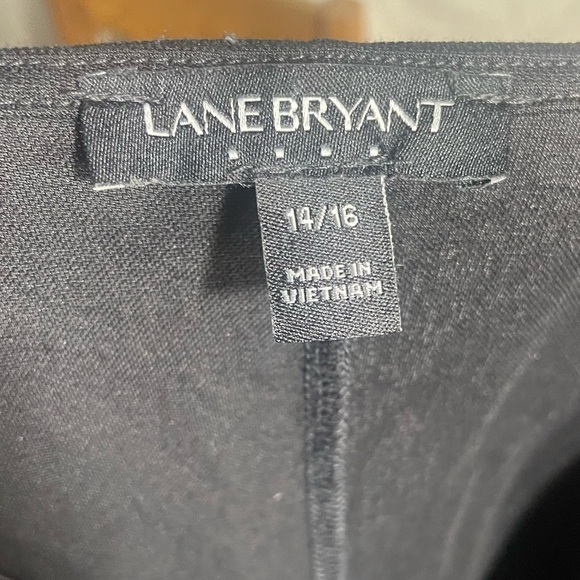 LANE BRYANT
14/16
MADE IN
VIETNAM